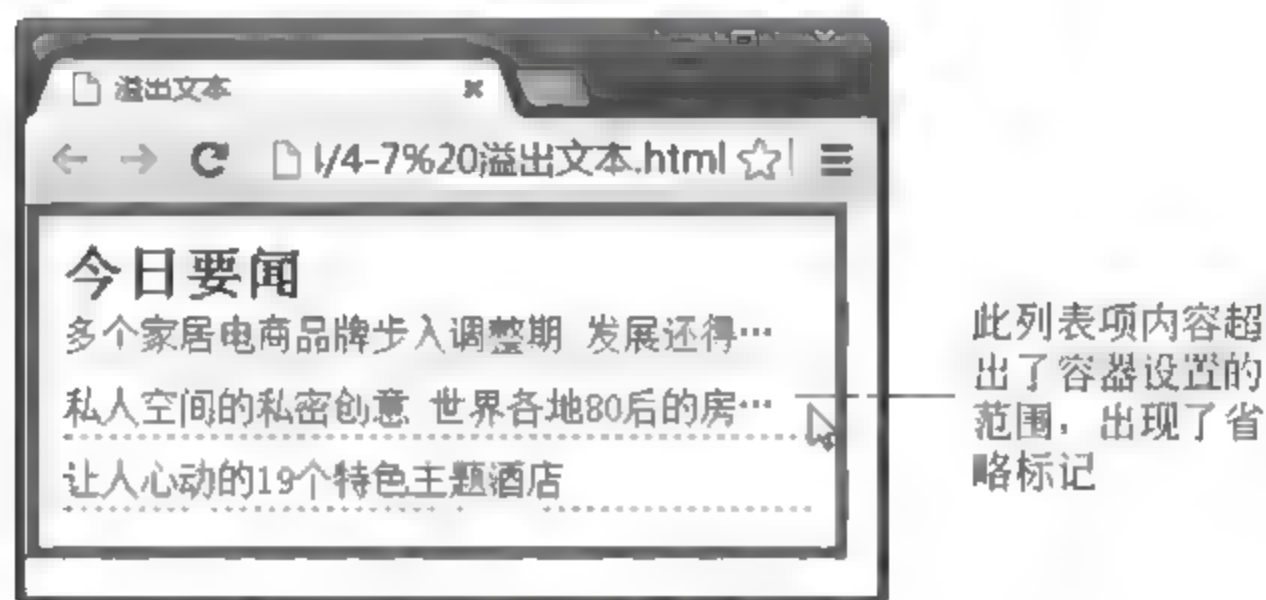 溢出文本
l/4-7%20溢出文本.html
今日要闻
多个家居电商品牌步入调整期 发展还得…
私人空间的私密创意 世界各地80后的房…
让人心动的19个特色主题酒店
此列表项内容超
出了容器设置的
范围，出现了省
略标记